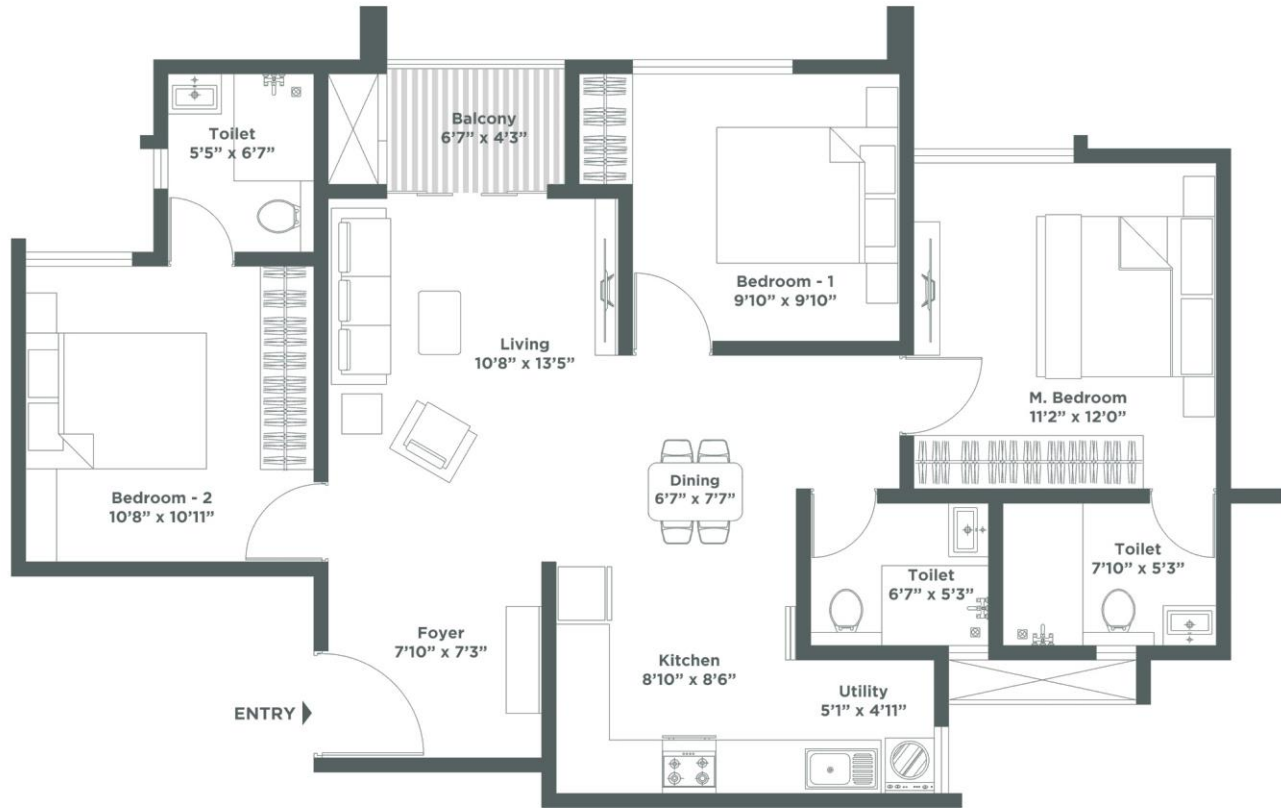 Toilet
5’5” x 6’7”
Balcony
6’7” x 4’3”
Bedroom - 1
9’10” x 9’10”
Living
10’8” x 13’5”
M. Bedroom
11’2” x 12’0”
Bedroom - 2
10’8” x 10’11”
Dining
6’7” x 7’7”
Toilet
7’10” x 5’3”
Toilet
6’7” x 5’3”
Foyer
7’10” x 7’3”
Kitchen
8’10” x 8’6”
Utility
5’1” x 4’11”
ENTRY